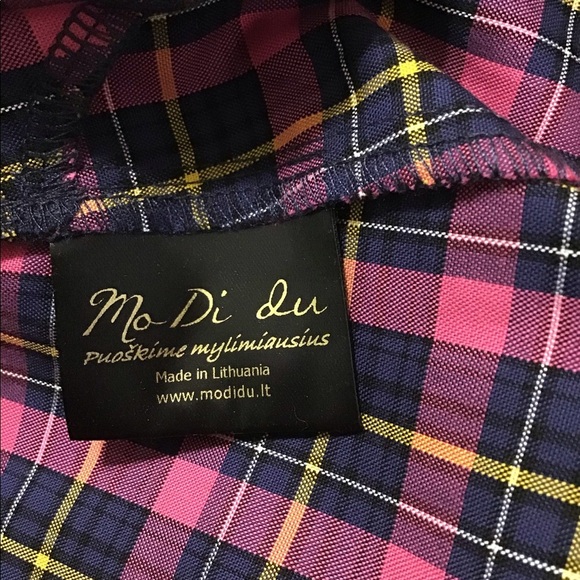 Mo Di du
Puoškime mylimiausius
Made in Lithuania
www.modidu.lt